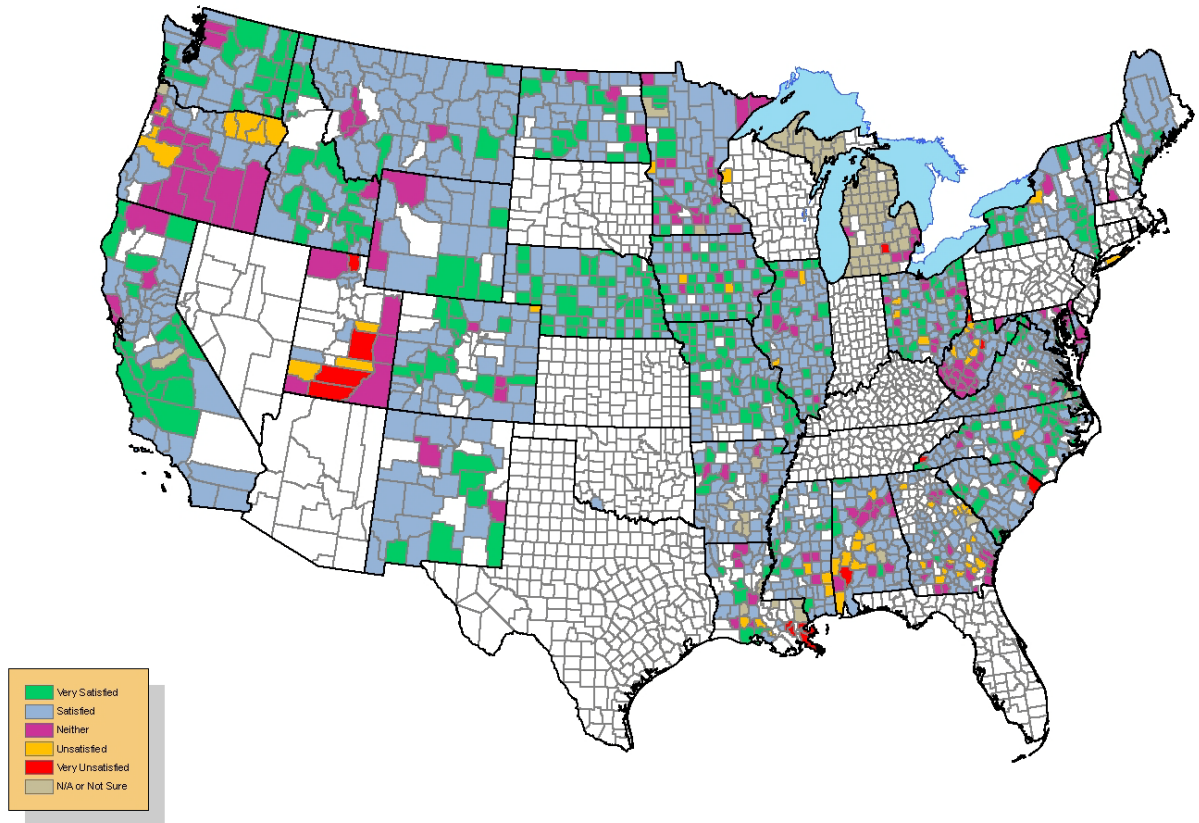 Very Satisfied
Satisfied
Neither
Unsatisfied
Very Unsatisfied
N/A or Not Sure